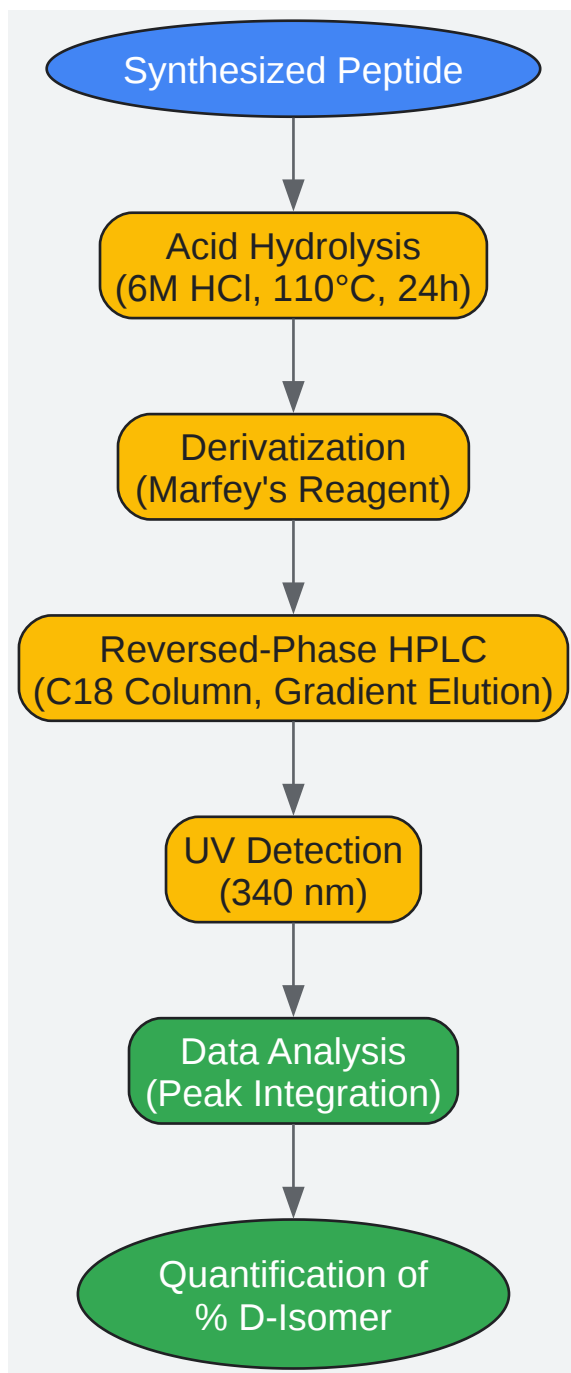 Synthesized Peptide
Acid Hydrolysis
(6M HCl, 110°C, 24h)
Derivatization
(Marfey's Reagent)
Reversed-Phase HPLC
(C18 Column, Gradient Elution)
UV Detection
(340 nm)
Data Analysis
(Peak Integration)
Quantification of
% D-Isomer